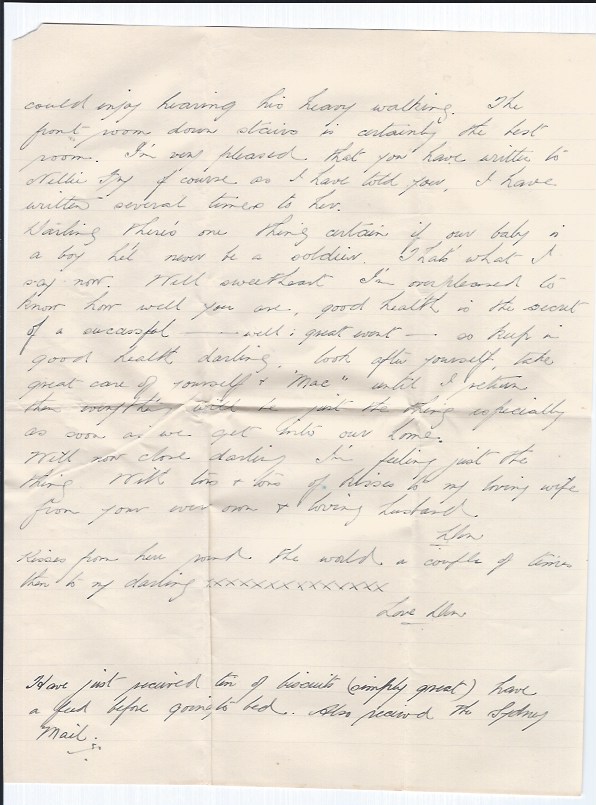 could enjoy hearing his heavy walking. The
front room down stairs is certainly the best
room. I'm very pleased that you have written to
Nellie of course as I have told you, I have
written several times to her.
Darling there's one thing certain if our baby is
a boy he'll never be a soldier. That's what I
say now. Well sweetheart I'm overpleased to
know how well you are, good health is the secret
of a successful — well; great event — so keep in
good health darling, look after yourself, take
great care of yourself & "Mac" until I return
then everything will be just the thing especially
as soon as we get into our home.
Will now close darling I'm feeling just the
thing. With tons & tons of kisses to my loving wife
from your ever own & loving husband.
Kisses from here round the world a couple of times
then to my darling xxxxxxxxxxxxxx
Love
Have just received tin of biscuits (simply great) have
a feed before going to bed. Also received the Sydney
Mail.